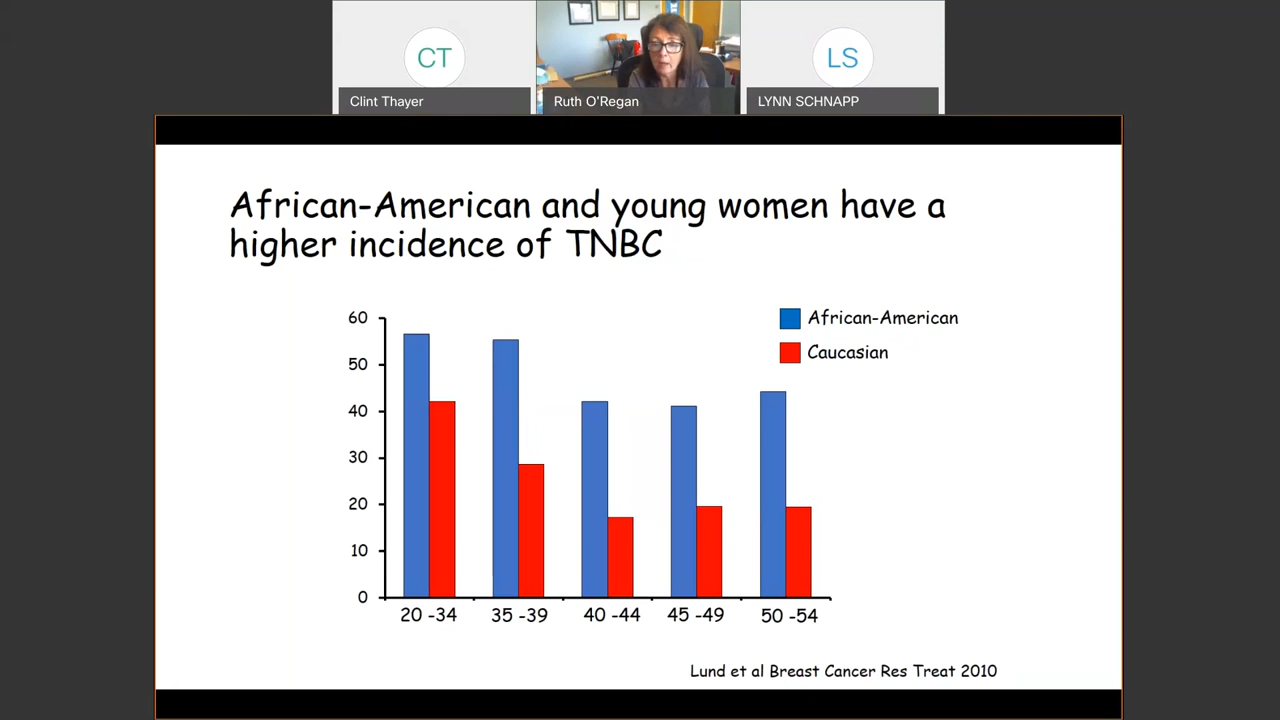 CT
LS
Clint Thayer
Ruth O'Regan
LYNN SCHNAPP
African-American and young women have a
higher incidence of TNBC
African-American
Caucasian
60
50
40
30
20
10
0
20 -34
35 -39
40 -44
45 -49
50 -54
Lund et al Breast Cancer Res Treat 2010